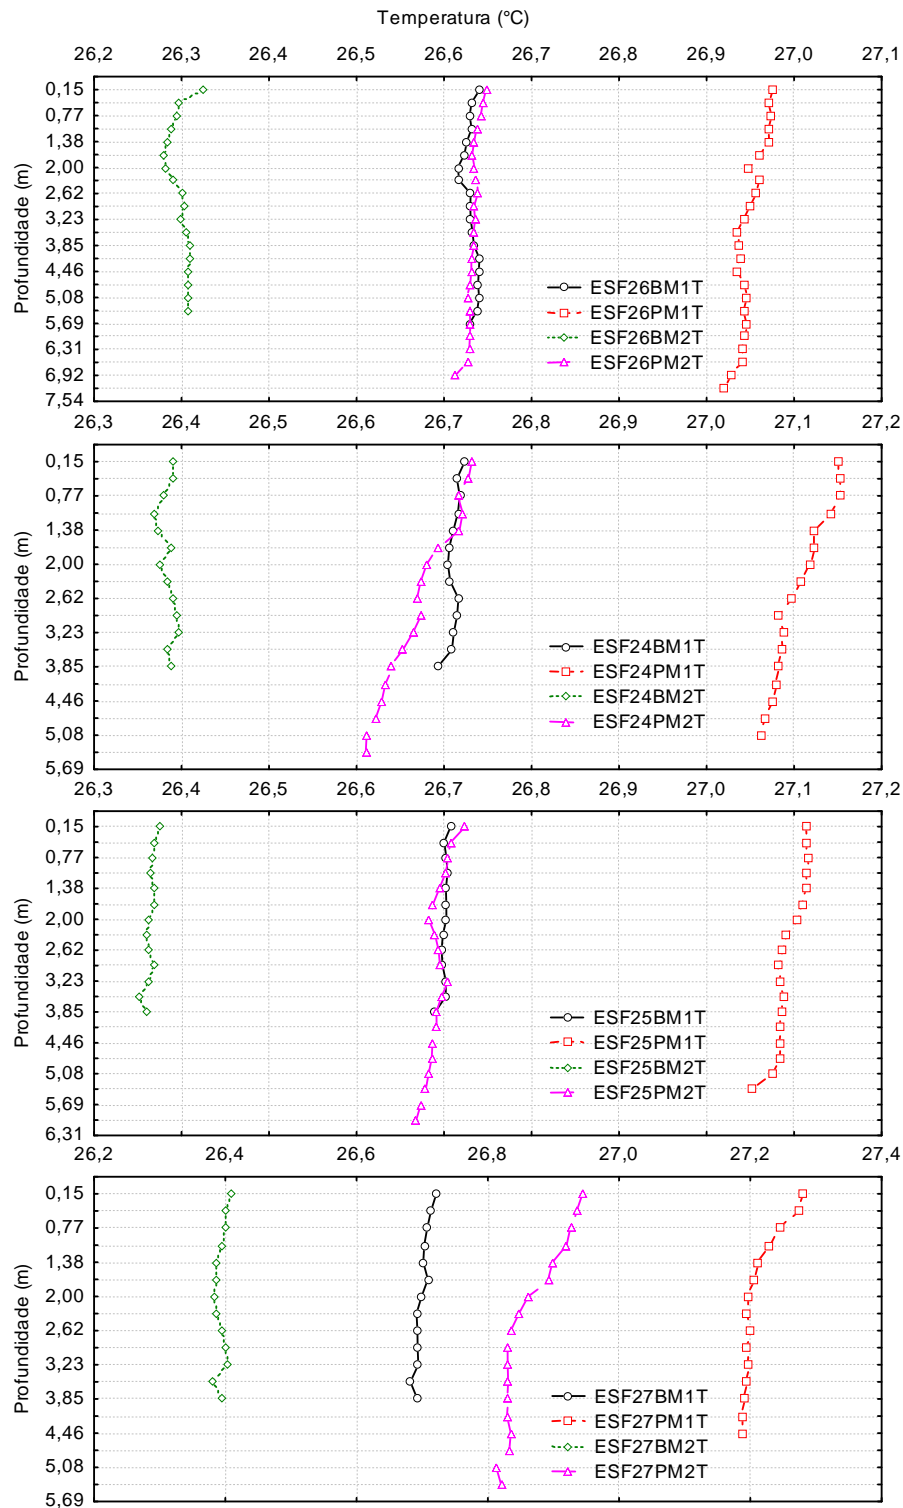 Temperatura (°C)
26,2 26,3 26,4 26,5 26,6 26,7 26,8 26,9 27,0 27,1
Profundidade (m)
0,15
0,77
1,38
2,00
2,62
3,23
3,85
4,46
5,08
5,69
6,31
6,92
7,54
ESF26BM1T
ESF26PM1T
ESF26BM2T
ESF26PM2T
26,3 26,4 26,5 26,6 26,7 26,8 26,9 27,0 27,1 27,2
Profundidade (m)
0,15
0,77
1,38
2,00
2,62
3,23
3,85
4,46
5,08
5,69
ESF24BM1T
ESF24PM1T
ESF24BM2T
ESF24PM2T
26,3 26,4 26,5 26,6 26,7 26,8 26,9 27,0 27,1 27,2
Profundidade (m)
0,15
0,77
1,38
2,00
2,62
3,23
3,85
4,46
5,08
5,69
6,31
ESF25BM1T
ESF25PM1T
ESF25BM2T
ESF25PM2T
26,2 26,4 26,6 26,8 27,0 27,2 27,4
Profundidade (m)
0,15
0,77
1,38
2,00
2,62
3,23
3,85
4,46
5,08
5,69
ESF27BM1T
ESF27PM1T
ESF27BM2T
ESF27PM2T